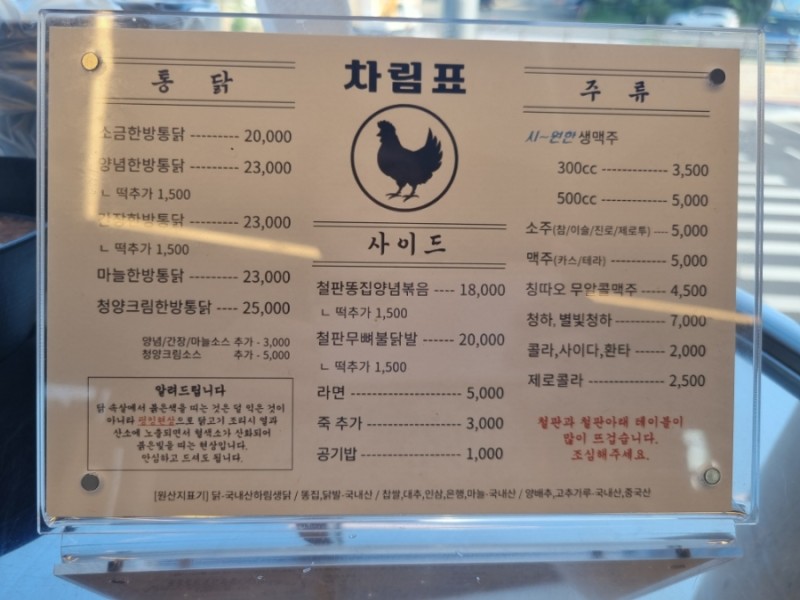 차림표
통 닭
소금한방통닭 --------- 20,000
양념한방통닭 --------- 23,000
ㄴ 떡추가 1,500
간장한방통닭 --------- 23,000
ㄴ 떡추가 1,500
마늘한방통닭 --------- 23,000
청양크림한방통닭 ---- 25,000
양념/간장/마늘소스 추가 - 3,000
청양크림소스 추가 - 5,000
알려드립니다
닭 속살에서 붉은색을 띠는 것은 덜 익은 것이
아니라 핑킹현상으로 닭고기 조리시 열과
산소에 노출되면서 혈색소가 산화되어
붉은빛을 띠는 현상입니다.
안심하고 드셔도 됩니다.
사이드
철판똥집양념볶음 ---- 18,000
ㄴ 떡추가 1,500
철판무뼈불닭발 ------ 20,000
ㄴ 떡추가 1,500
라면 ---------------- 5,000
죽 추가 ------------- 3,000
공기밥 -------------- 1,000
주 류
시~원한 생맥주
300cc ------------- 3,500
500cc ------------- 5,000
소주(참/이슬/진로/제로투) --- 5,000
맥주(카스/테라) ---------- 5,000
칭따오 무알콜맥주 ----- 4,500
청하, 별빛청하 --------- 7,000
콜라,사이다,환타 ------ 2,000
제로콜라 ------------- 2,500
철판과 철판아래 테이블이
많이 뜨겁습니다.
조심해주세요.
[원산지표기] 닭-국내산하림생닭 / 똥집,닭발-국내산 / 찹쌀,대추,인삼,은행,마늘-국내산 / 양배추,고추가루-국내산,중국산